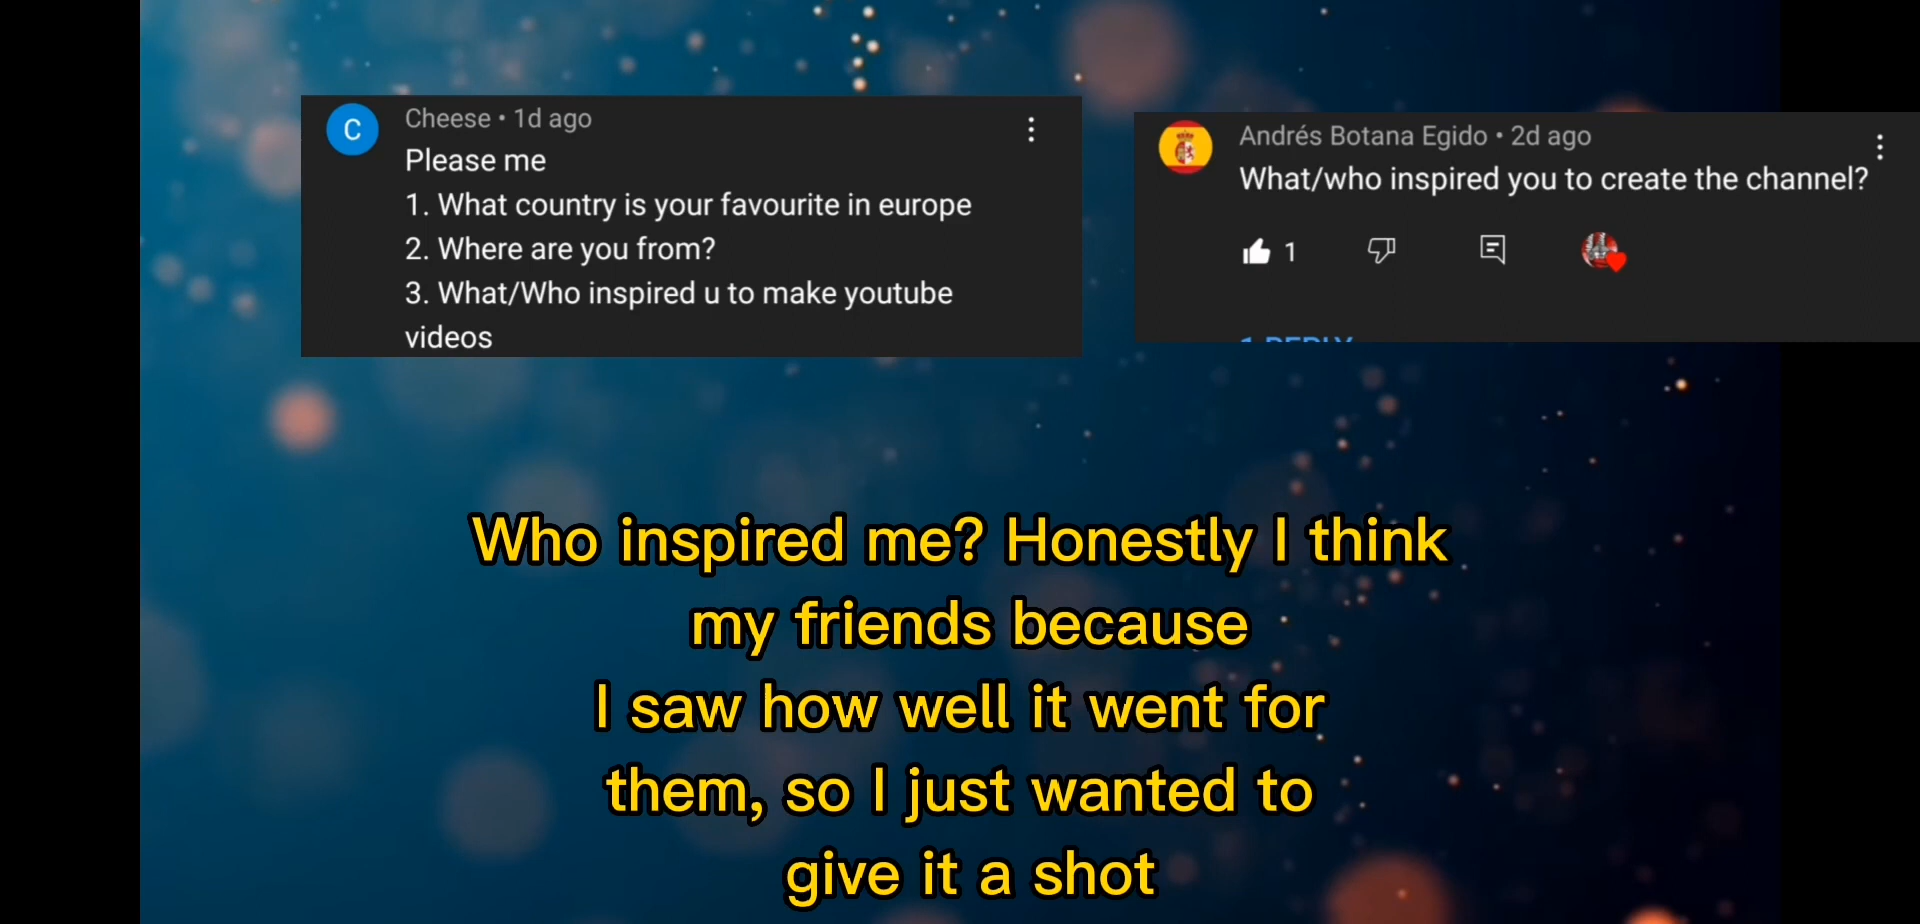 C
Cheese • 1d ago
Please me
1. What country is your favourite in europe
2. Where are you from?
3. What/Who inspired u to make youtube
videos
Andrés Botana Egido • 2d ago
What/who inspired you to create the channel?
1
1 REPLY
Who inspired me? Honestly I think
my friends because
I saw how well it went for
them, so I just wanted to
give it a shot